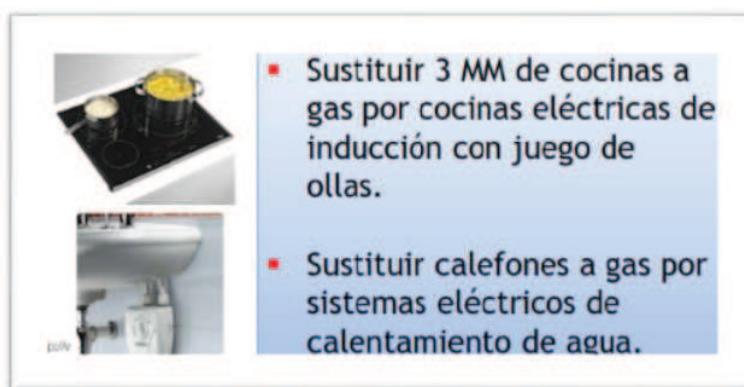 Sustituir 3 MM de cocinas a
gas por cocinas eléctricas de
inducción con juego de
ollas.
Sustituir calefones a gas por
sistemas eléctricos de
calentamiento de agua.